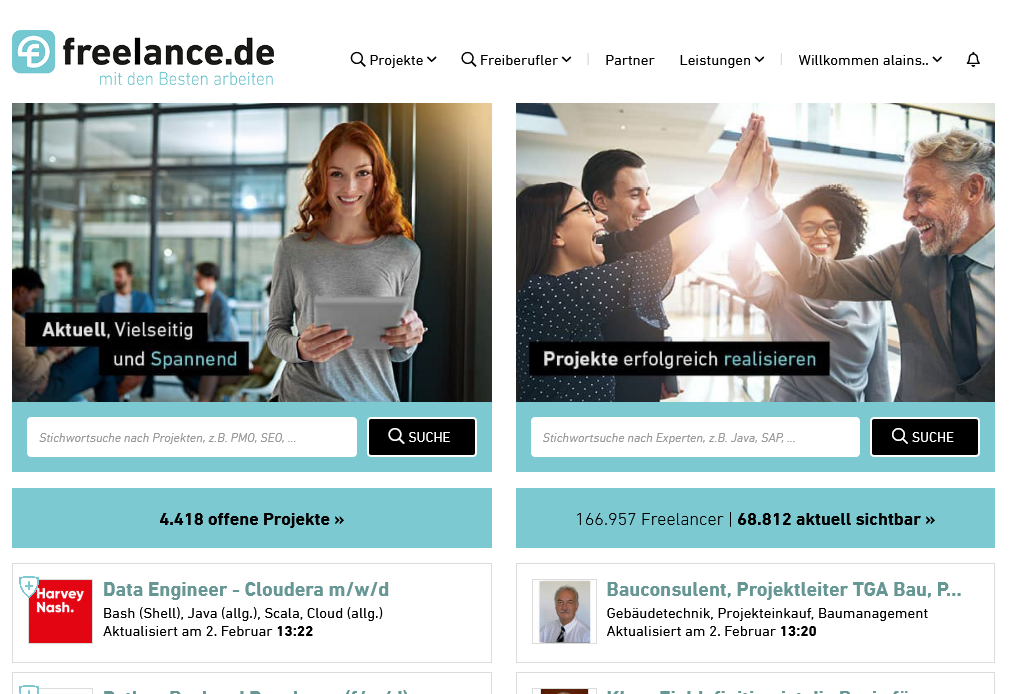 freelance.de
mit den Besten arbeiten
Projekte
Freiberufler
Partner
Leistungen
Willkommen alains..
Aktuell, Vielseitig
und Spannend
Projekte erfolgreich realisieren
Stichwortsuche nach Projekten, z.B. PMO, SEO, ...
SUCHE
Stichwortsuche nach Experten, z.B. Java, SAP, ...
SUCHE
4.418 offene Projekte »
166.957 Freelancer | 68.812 aktuell sichtbar »
Harvey
Nash.
Data Engineer - Cloudera m/w/d
Bash (Shell), Java (allg.), Scala, Cloud (allg.)
Aktualisiert am 2. Februar 13:22
Bauconsulent, Projektleiter TGA Bau, P...
Gebäudetechnik, Projekteinkauf, Baumanagement
Aktualisiert am 2. Februar 13:20